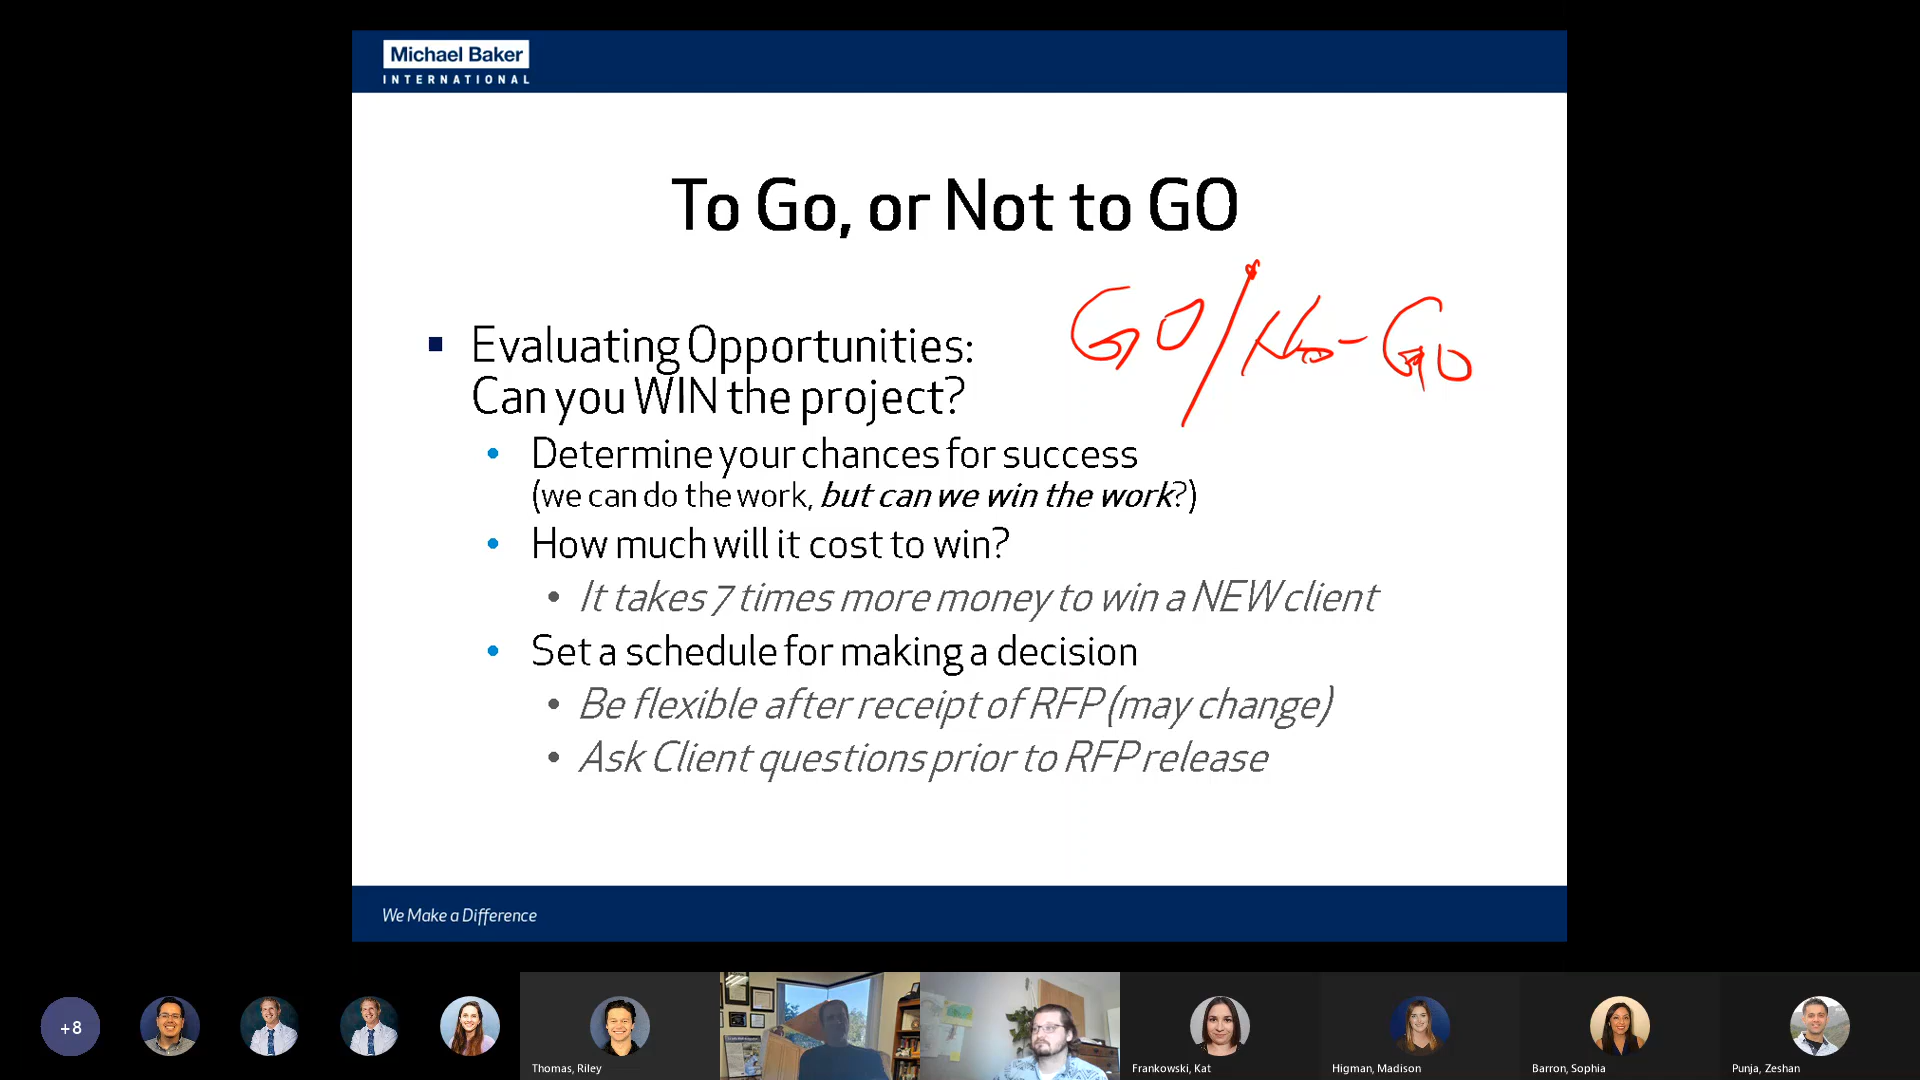 Michael Baker
INTERNATIONAL
To Go, or Not to GO
GO/No-GO
Evaluating Opportunities:
Can you WIN the project?
Determine your chances for success
(we can do the work, but can we win the work?)
How much will it cost to win?
It takes 7 times more money to win a NEW client
Set a schedule for making a decision
Be flexible after receipt of RFP (may change)
Ask Client questions prior to RFP release
We Make a Difference
+8
Thomas, Riley
Frankowski, Kat
Higman, Madison
Barron, Sophia
Punja, Zeshan